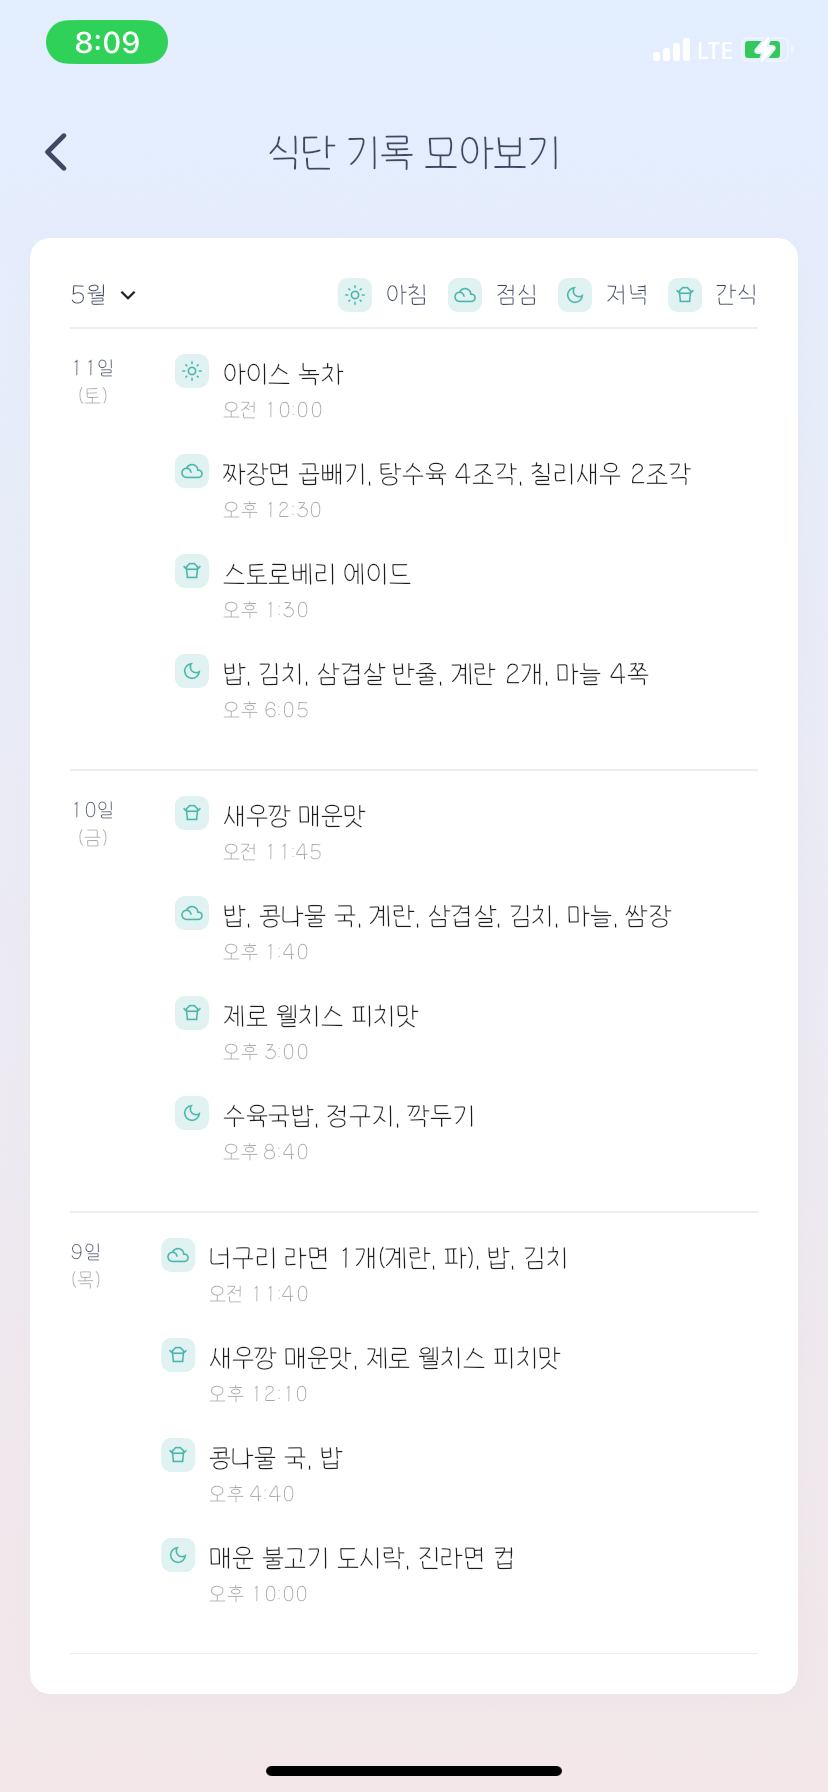 8:09
LTE
식단 기록 모아보기
5월 아침 점심 저녁 간식
11일
(토)
아이스 녹차
오전 10:00
짜장면 곱빼기, 탕수육 4조각, 칠리새우 2조각
오후 12:30
스토로베리 에이드
오후 1:30
밥, 김치, 삼겹살 반줄, 계란 2개, 마늘 4쪽
오후 6:05
10일
(금)
새우깡 매운맛
오전 11:45
밥, 콩나물 국, 계란, 삼겹살, 김치, 마늘, 쌈장
오후 1:40
제로 웰치스 피치맛
오후 3:00
수육국밥, 정구지, 깍두기
오후 8:40
9일
(목)
너구리 라면 1개(계란, 파), 밥, 김치
오전 11:40
새우깡 매운맛, 제로 웰치스 피치맛
오후 12:10
콩나물 국, 밥
오후 4:40
매운 불고기 도시락, 진라면 컵
오후 10:00